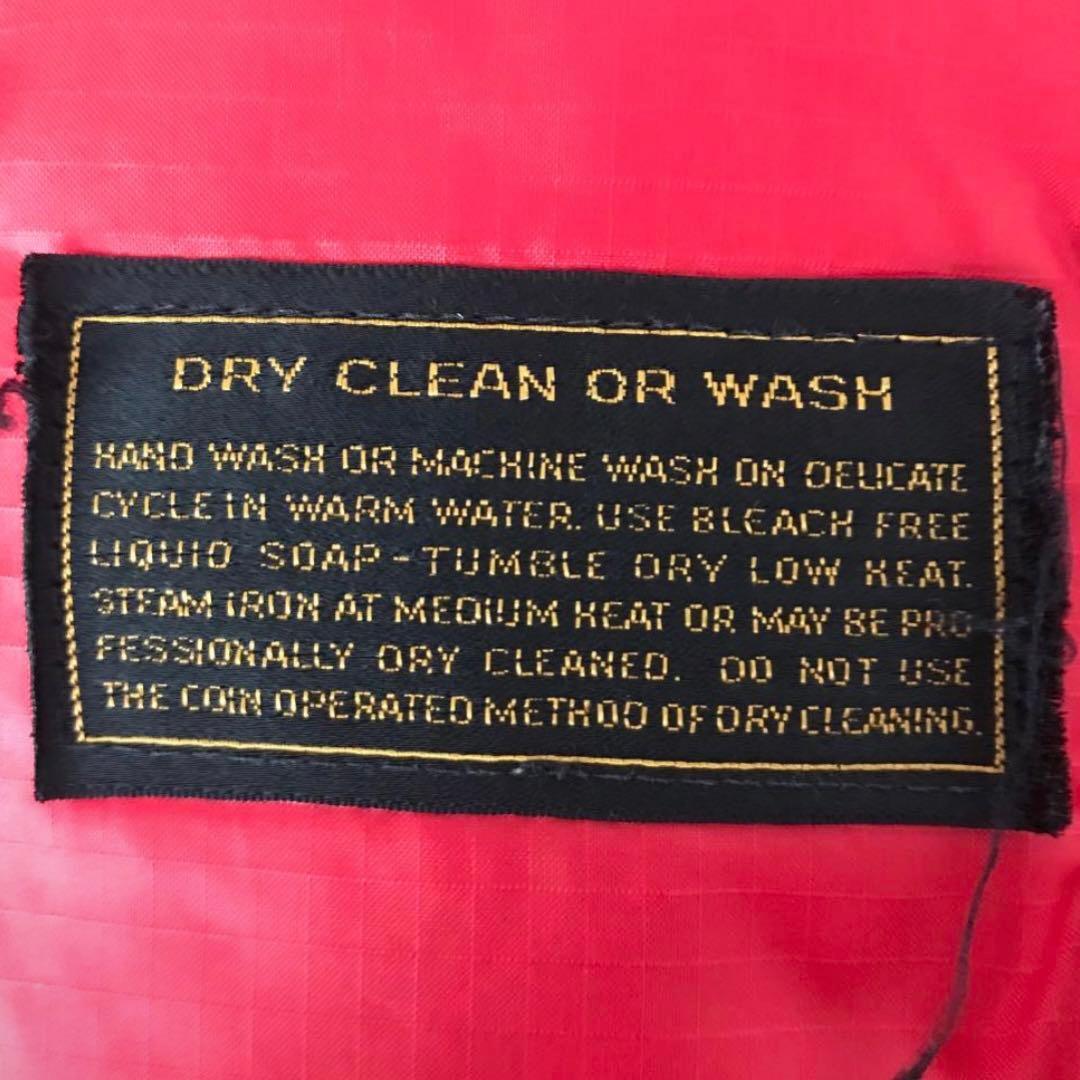 DRY CLEAN OR WASH
HAND WASH OR MACHINE WASH ON DELICATE
CYCLE IN WARM WATER. USE BLEACH FREE
LIQUID SOAP-TUMBLE DRY LOW HEAT.
STEAM IRON AT MEDIUM HEAT OR MAY BE PRO
FESSIONALLY DRY CLEANED. DO NOT USE
THE COIN OPERATED METHOD OF DRY CLEANING.